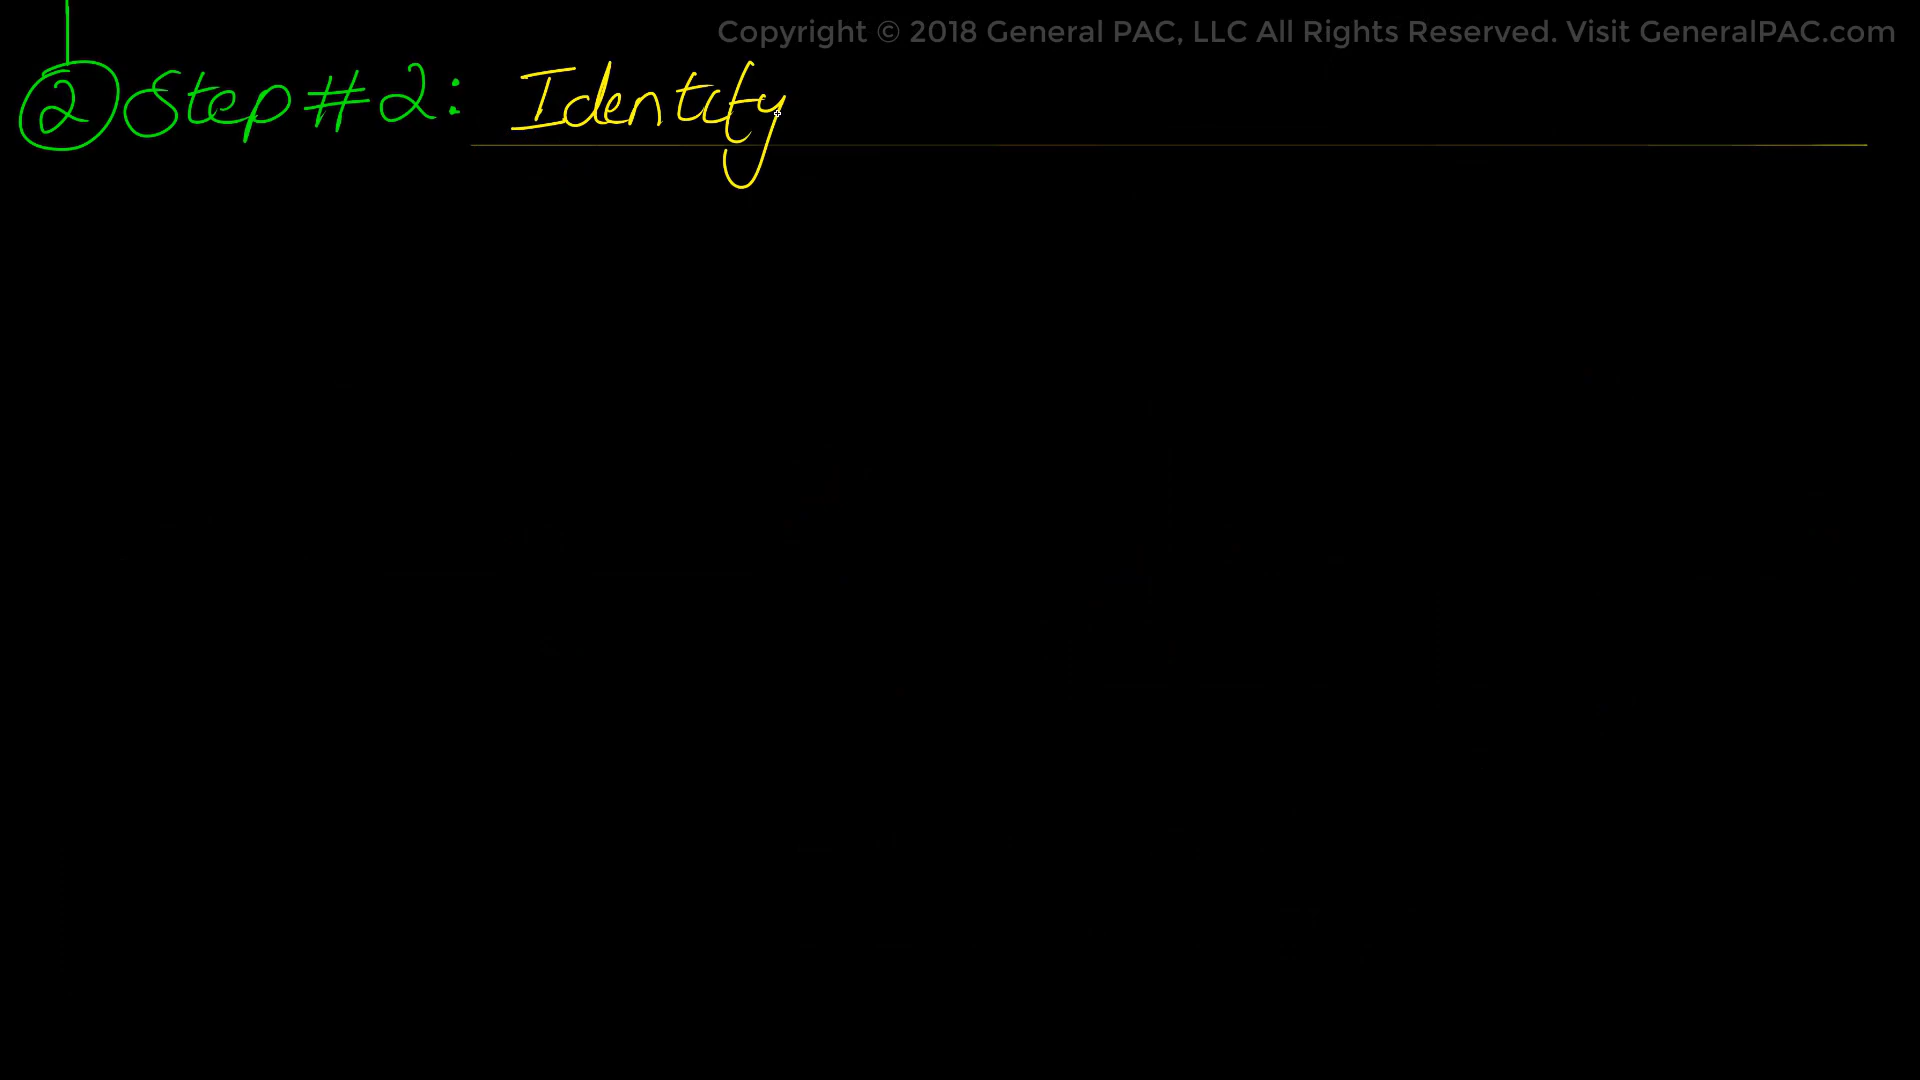 Copyright © 2018 General PAC, LLC All Rights Reserved. Visit GeneralPAC.com
② Step #2: Identify